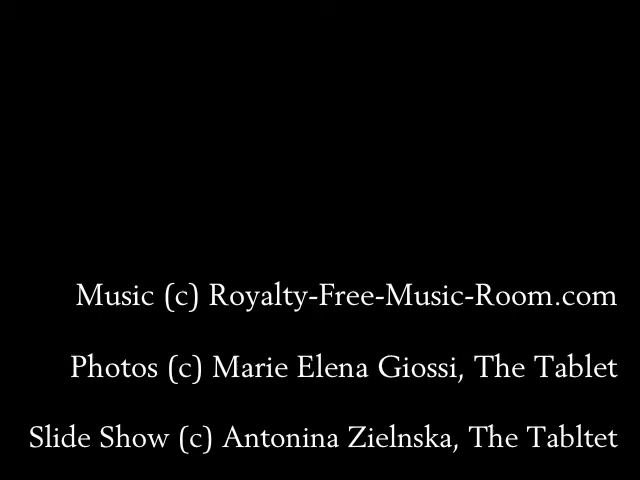 Music (c) Royalty-Free-Music-Room.com
Photos (c) Marie Elena Giossi, The Tablet
Slide Show (c) Antonina Zielnska, The Tabltet